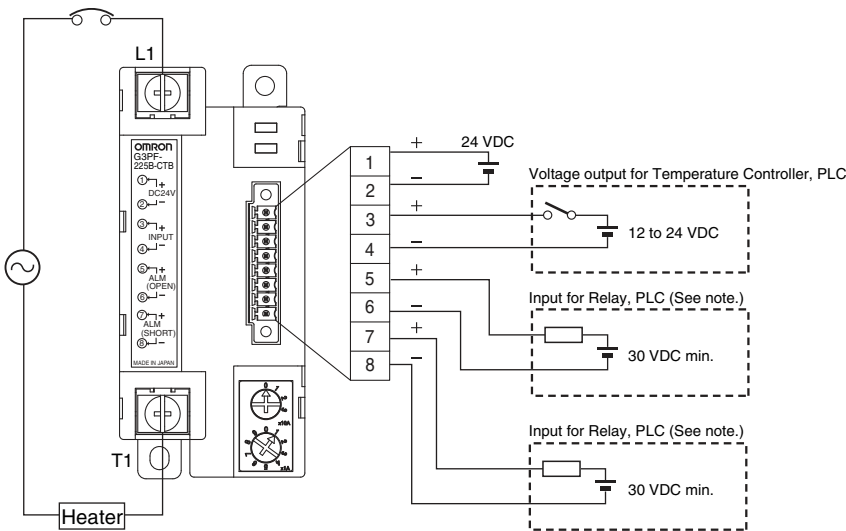 L1
OMRON
G3PF-
225B-CTB
① +
DC24V
② −
③ +
INPUT
④ −
⑤ +
ALM
(OPEN)
⑥ −
⑦ +
ALM
(SHORT)
⑧ −
MADE IN JAPAN
T1
Heater
x10A
x1A
1
2
3
4
5
6
7
8
+ 24 VDC
−
+
−
+
−
+
−
Voltage output for Temperature Controller, PLC
12 to 24 VDC
Input for Relay, PLC (See note.)
30 VDC min.
Input for Relay, PLC (See note.)
30 VDC min.